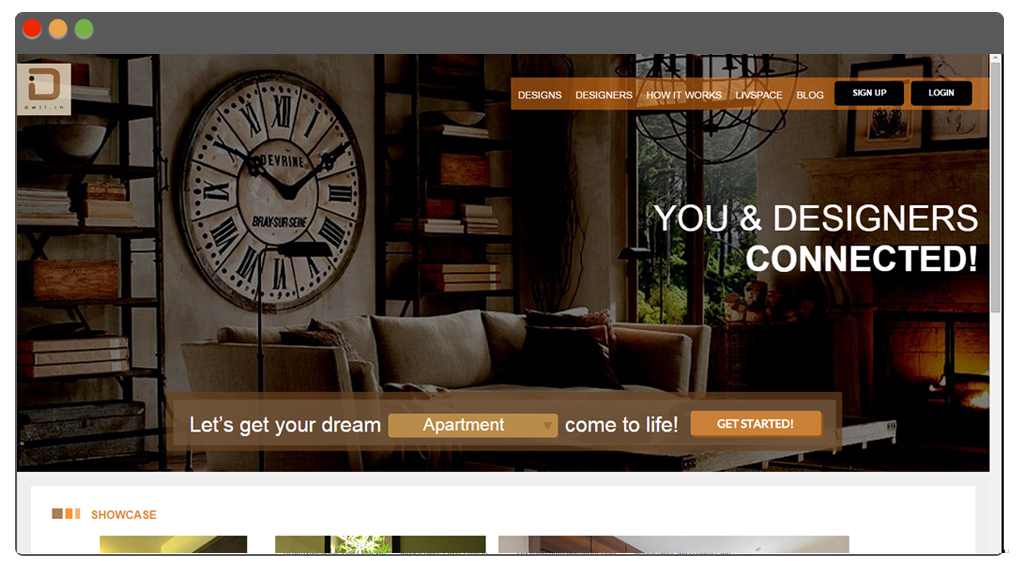 dwll.in
DESIGNS DESIGNERS HOW IT WORKS LIVSPACE BLOG SIGN UP LOGIN
XII
DEVRINE
BRAY-SUR-SEINE
YOU & DESIGNERS
CONNECTED!
Let's get your dream Apartment come to life! GET STARTED!
SHOWCASE